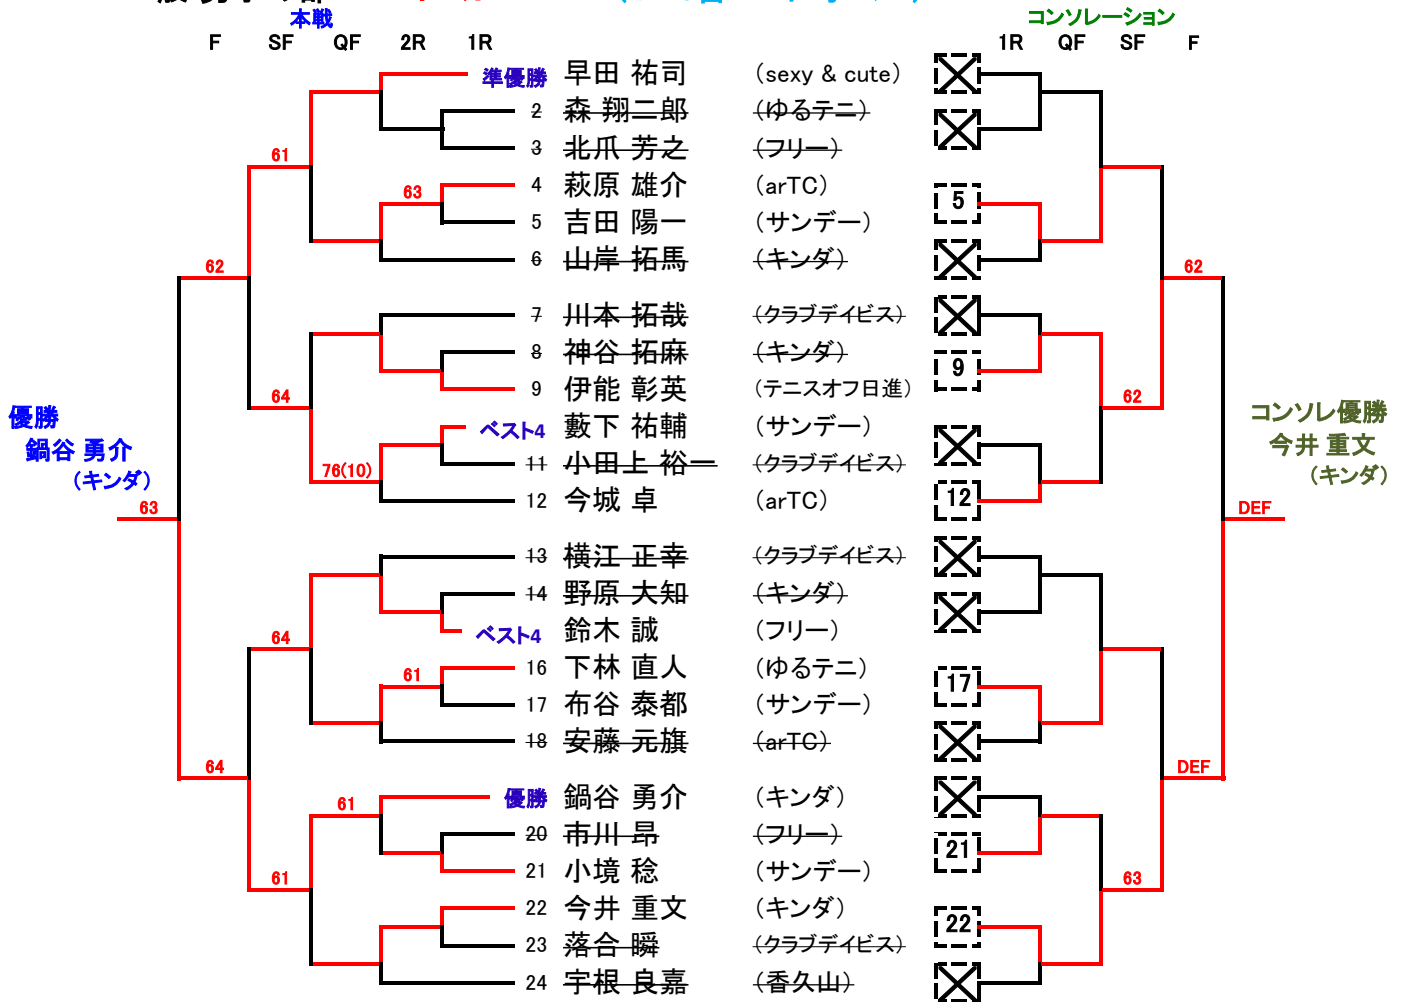 本戦 コンソレーション
F SF QF 2R 1R 1R QF SF F
準優勝 早田 祐司 (sexy & cute)
2 森 翔二郎 (ゆるテニ)
3 北爪 芳之 (フリー)
61
63 4 萩原 雄介 (arTC)
5 吉田 陽一 (サンデー) 5
6 山岸 拓馬 (キンダ)
62 62
7 川本 拓哉 (クラブデイビス)
8 神谷 拓麻 (キンダ)
9 伊能 彰英 (テニスオフ日進) 9
64 62
ベスト4 藪下 祐輔 (サンデー)
11 小田上 裕一 (クラブデイビス)
76(10)
12 今城 卓 (arTC) 12
優勝
鍋谷 勇介
(キンダ)
63
コンソレ優勝
今井 重文
(キンダ)
DEF
13 横江 正幸 (クラブデイビス)
14 野原 大知 (キンダ)
ベスト4 鈴木 誠 (フリー)
64
61 16 下林 直人 (ゆるテニ)
17 布谷 泰都 (サンデー) 17
18 安藤 元旗 (arTC)
64 DEF
61 優勝 鍋谷 勇介 (キンダ)
20 市川 昂 (フリー)
21 小境 稔 (サンデー) 21
61 63
22 今井 重文 (キンダ) 22
23 落合 瞬 (クラブデイビス)
24 宇根 良嘉 (香久山)